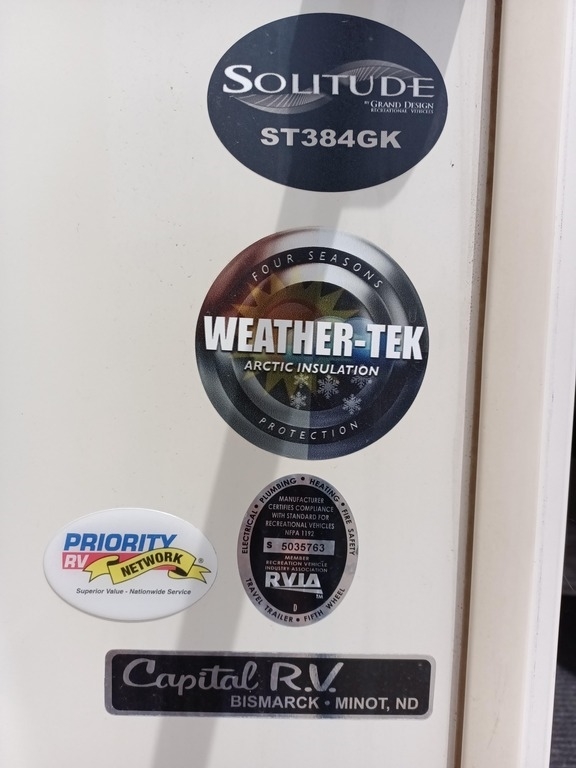 SOLITUDE
BY GRAND DESIGN
RECREATIONAL VEHICLES
ST384GK
FOUR SEASONS
WEATHER-TEK
ARCTIC INSULATION
PROTECTION
PRIORITY
RV NETWORK ®
Superior Value - Nationwide Service
ELECTRICAL • PLUMBING • HEATING • FIRE SAFETY
MANUFACTURER
CERTIFIES COMPLIANCE
WITH STANDARD FOR
RECREATIONAL VEHICLES
NFPA 1192
S 5035763
MEMBER
RECREATION VEHICLE
INDUSTRY ASSOCIATION
RVIA
TM
D
TRAVEL TRAILER • FIFTH WHEEL
Capital R.V.
BISMARCK • MINOT, ND